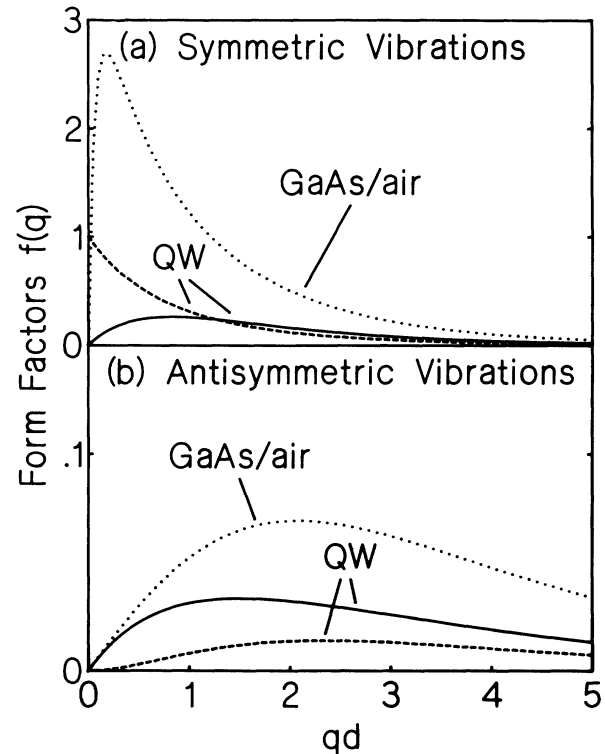 3
(a) Symmetric Vibrations
2
GaAs/air
1
QW
0
Form Factors f(q)
(b) Antisymmetric Vibrations
.1
GaAs/air
QW
0
0 1 2 3 4 5
qd